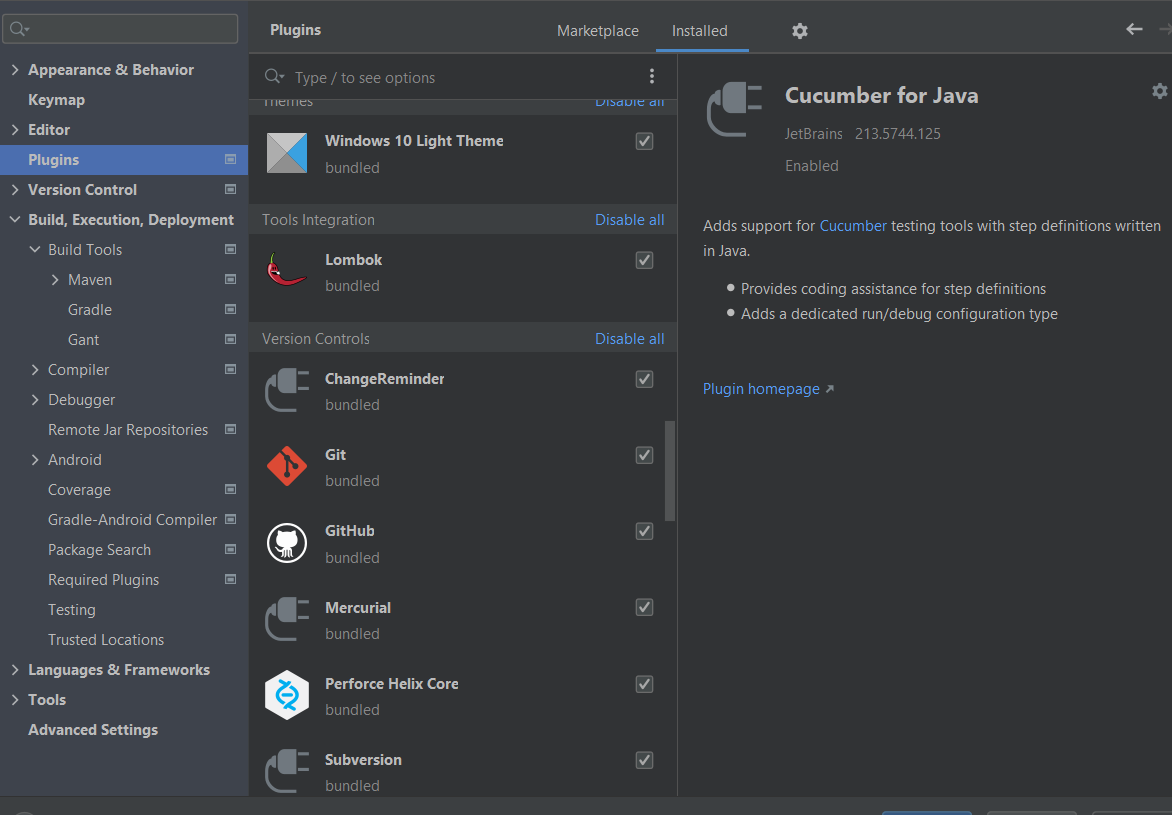 Plugins
Marketplace
Installed
Appearance & Behavior
Keymap
Editor
Plugins
Version Control
Build, Execution, Deployment
Build Tools
Maven
Gradle
Gant
Compiler
Debugger
Remote Jar Repositories
Android
Coverage
Gradle-Android Compiler
Package Search
Required Plugins
Testing
Trusted Locations
Languages & Frameworks
Tools
Advanced Settings
Type / to see options
Themes Disable all
Windows 10 Light Theme
bundled
Tools Integration Disable all
Lombok
bundled
Version Controls Disable all
ChangeReminder
bundled
Git
bundled
GitHub
bundled
Mercurial
bundled
Perforce Helix Core
bundled
Subversion
bundled
Cucumber for Java
JetBrains 213.5744.125
Enabled
Adds support for Cucumber testing tools with step definitions written
in Java.
Provides coding assistance for step definitions
Adds a dedicated run/debug configuration type
Plugin homepage